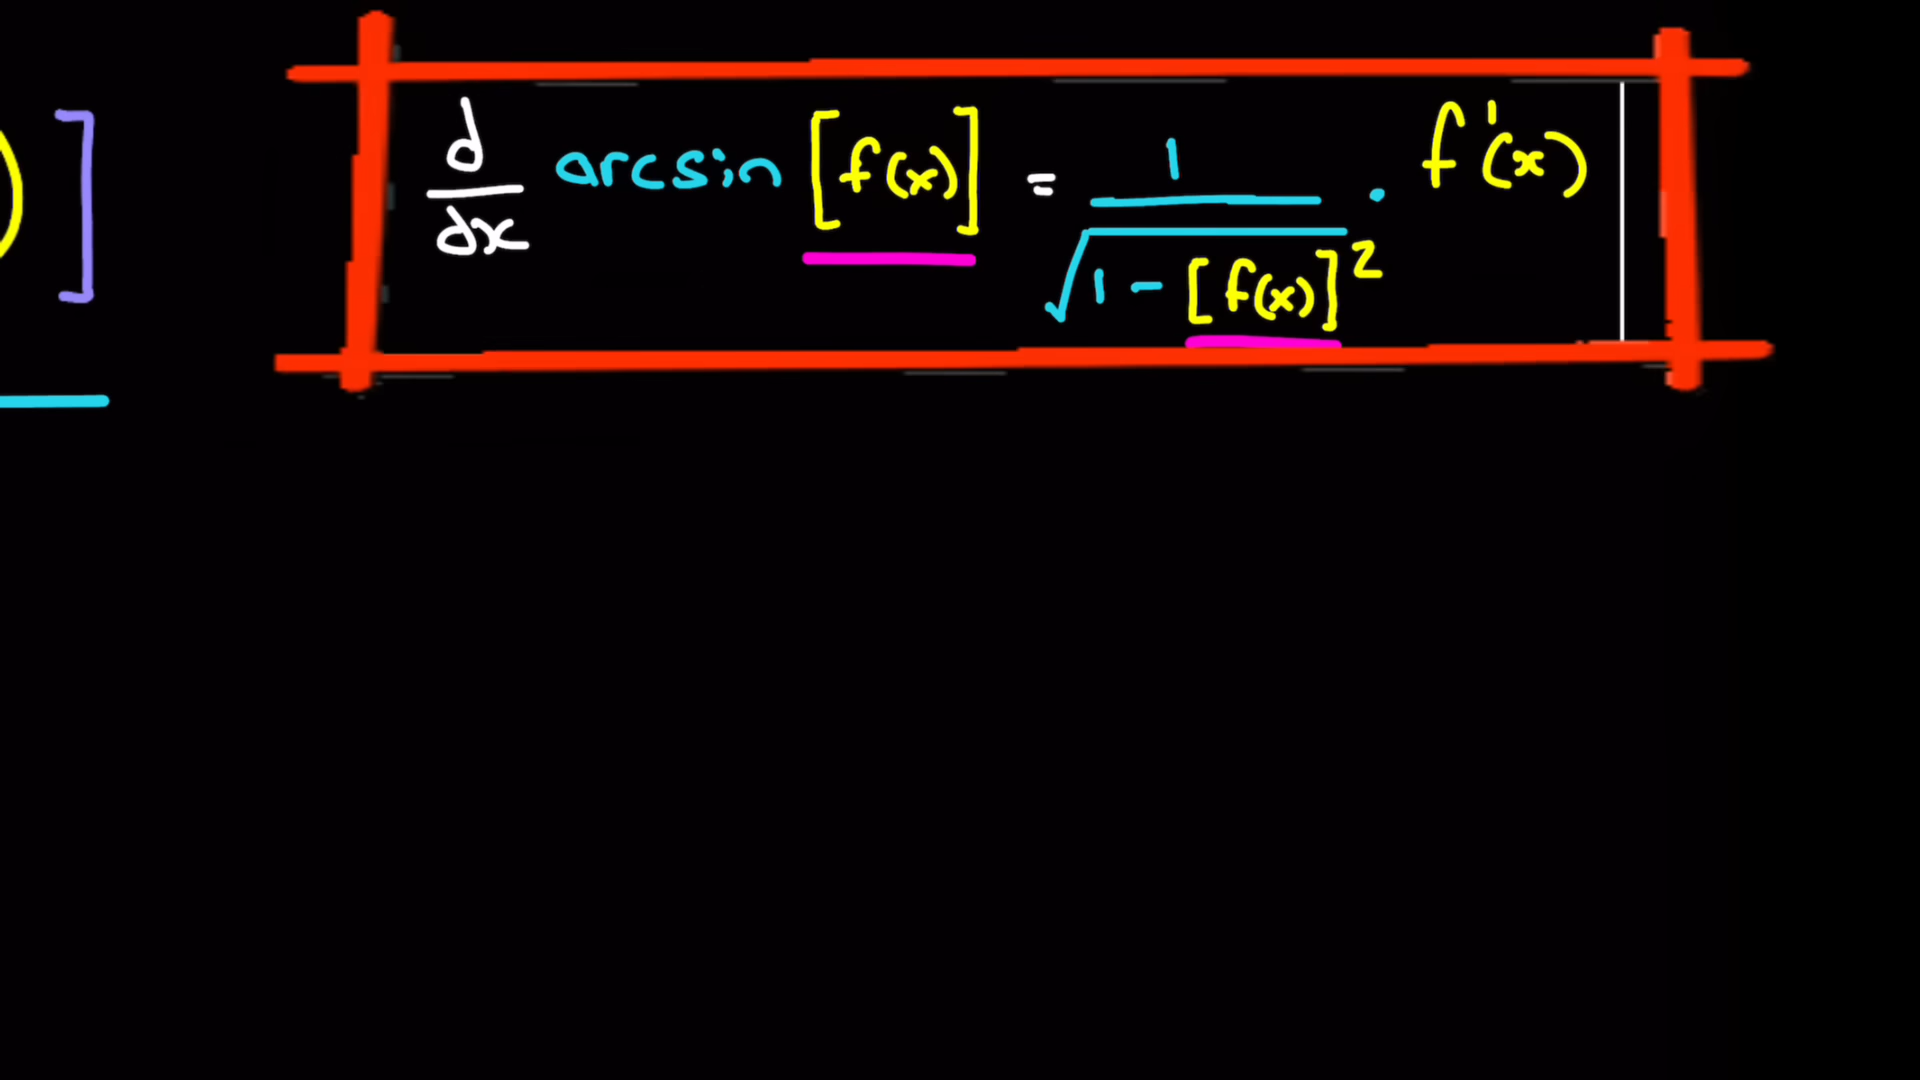 ) ]
d/dx arcsin [f(x)] = 1/√(1 - [f(x)]²) · f'(x)